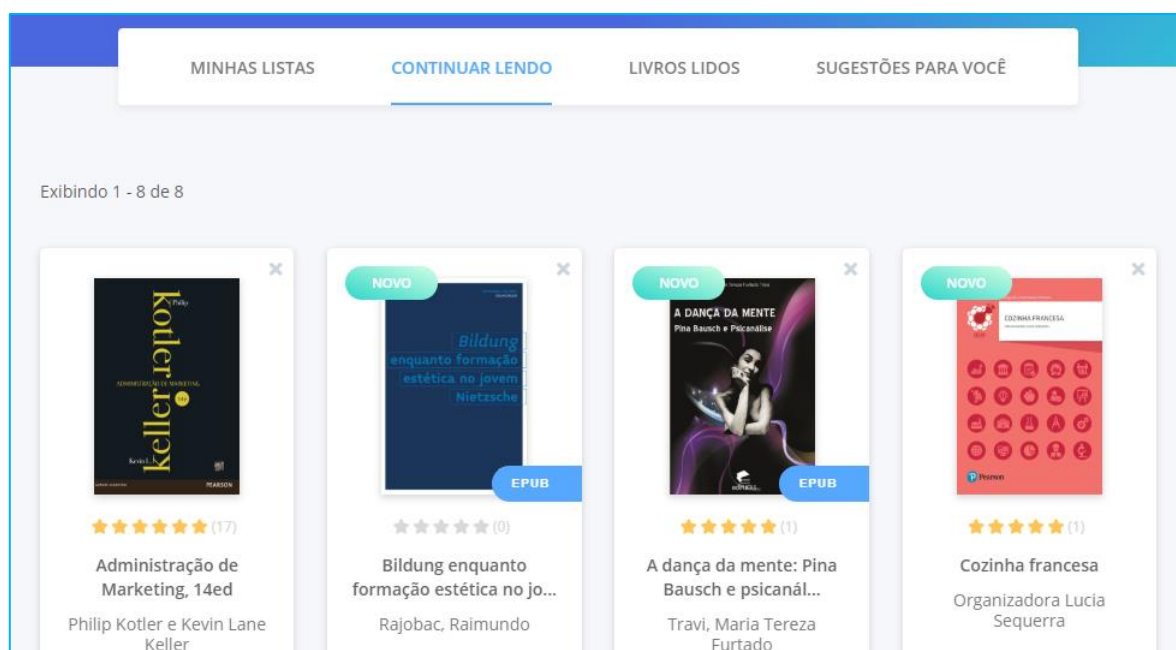 MINHAS LISTAS
CONTINUAR LENDO
LIVROS LIDOS
SUGESTÕES PARA VOCÊ
Exibindo 1 - 8 de 8
Philip
kotler
ADMINISTRAÇÃO DE MARKETING
14e
Kevin L.
keller
PEARSON
(17)
Administração de
Marketing, 14ed
Philip Kotler e Kevin Lane
Keller
NOVO
Bildung
enquanto formação
estética no jovem
Nietzsche
EPUB
(0)
Bildung enquanto
formação estética no jo...
Rajobac, Raimundo
NOVO
A DANÇA DA MENTE
Pina Bausch e Psicanálise
EPUB
(1)
A dança da mente: Pina
Bausch e psicanál...
Travi, Maria Tereza
Furtado
NOVO
COZINHA FRANCESA
Pearson
(1)
Cozinha francesa
Organizadora Lucia
Sequerra